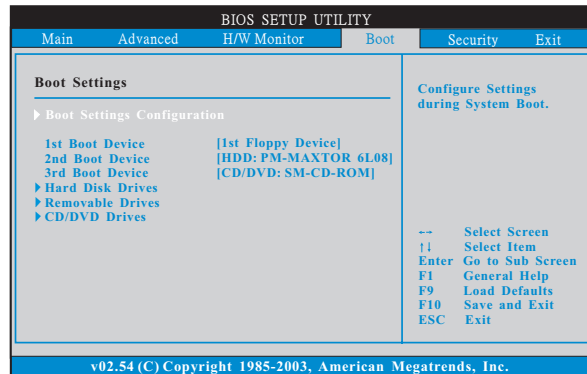 BIOS SETUP UTILITY
Main Advanced H/W Monitor Boot Security Exit
Boot Settings
Boot Settings Configuration
1st Boot Device [1st Floppy Device]
2nd Boot Device [HDD: PM-MAXTOR 6L08]
3rd Boot Device [CD/DVD: SM-CD-ROM]
Hard Disk Drives
Removable Drives
CD/DVD Drives
Configure Settings
during System Boot.
↔ Select Screen
↑↓ Select Item
Enter Go to Sub Screen
F1 General Help
F9 Load Defaults
F10 Save and Exit
ESC Exit
v02.54 (C) Copyright 1985-2003, American Megatrends, Inc.